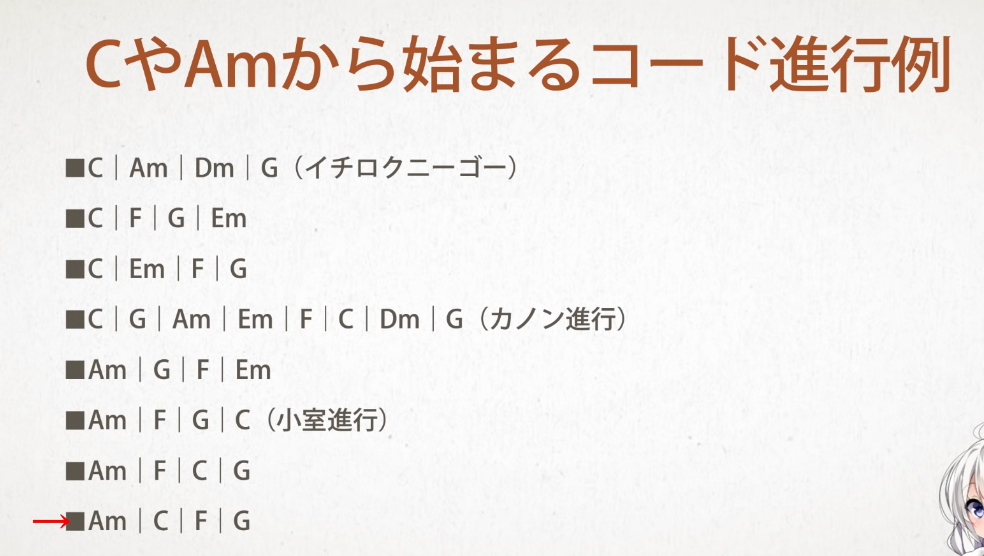 CやAmから始まるコード進行例
■C｜Am｜Dm｜G（イチロクニーゴー）
■C｜F｜G｜Em
■C｜Em｜F｜G
■C｜G｜Am｜Em｜F｜C｜Dm｜G（カノン進行）
■Am｜G｜F｜Em
■Am｜F｜G｜C（小室進行）
■Am｜F｜C｜G
■Am｜C｜F｜G